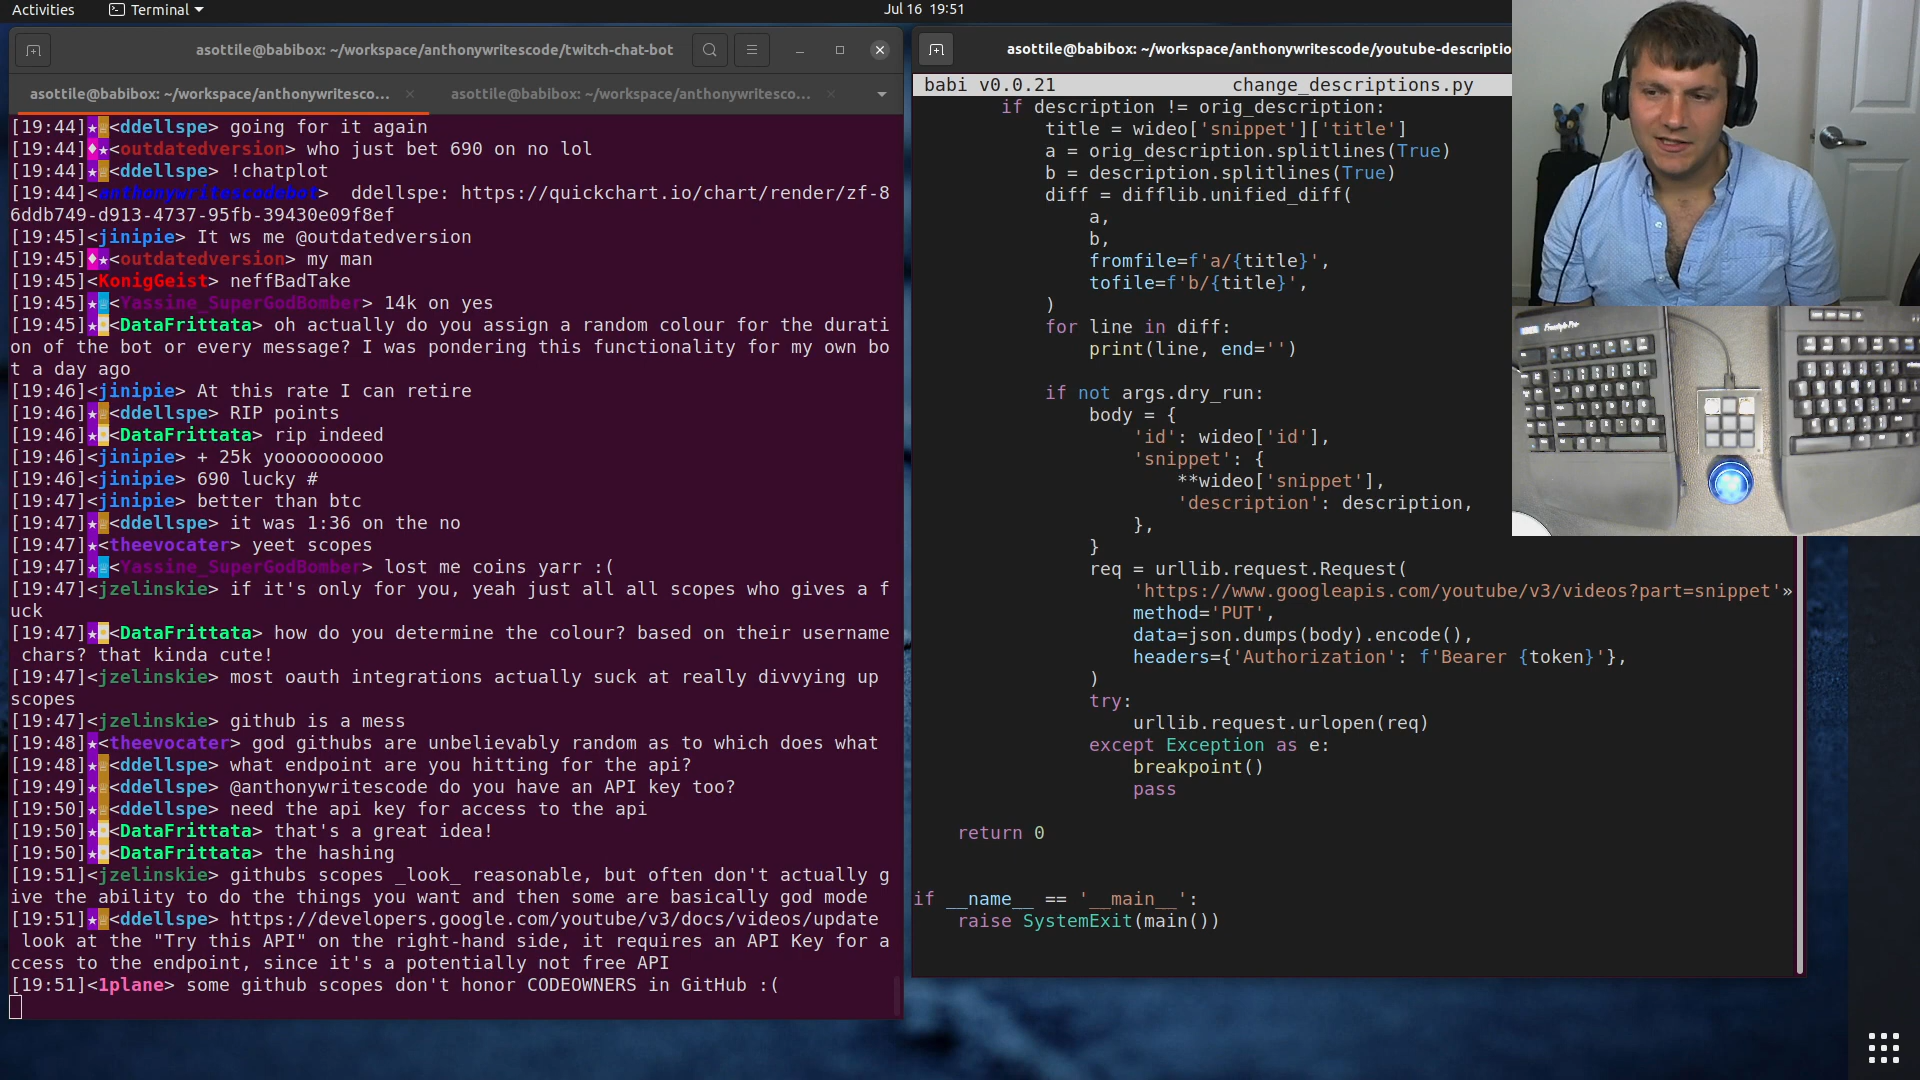 Activities
Terminal
Jul 16 19:51
asottile@babibox: ~/workspace/anthonywritescode/twitch-chat-bot
asottile@babibox: ~/workspace/anthonywritesco...
asottile@babibox: ~/workspace/anthonywritesco...
[19:44]<ddellspe> going for it again
[19:44]<outdatedversion> who just bet 690 on no lol
[19:44]<ddellspe> !chatplot
[19:44]<anthonywritescodebot>  ddellspe: https://quickchart.io/chart/render/zf-8
6ddb749-d913-4737-95fb-39430e09f8ef
[19:45]<jinipie> It ws me @outdatedversion
[19:45]<outdatedversion> my man
[19:45]<KonigGeist> neffBadTake
[19:45]<Yassine_SuperGodBomber> 14k on yes
[19:45]<DataFrittata> oh actually do you assign a random colour for the durati
on of the bot or every message? I was pondering this functionality for my own bo
t a day ago
[19:46]<jinipie> At this rate I can retire
[19:46]<ddellspe> RIP points
[19:46]<DataFrittata> rip indeed
[19:46]<jinipie> + 25k yoooooooooo
[19:46]<jinipie> 690 lucky #
[19:47]<jinipie> better than btc
[19:47]<ddellspe> it was 1:36 on the no
[19:47]<theevocater> yeet scopes
[19:47]<Yassine_SuperGodBomber> lost me coins yarr :(
[19:47]<jzelinskie> if it's only for you, yeah just all all scopes who gives a f
uck
[19:47]<DataFrittata> how do you determine the colour? based on their username
chars? that kinda cute!
[19:47]<jzelinskie> most oauth integrations actually suck at really divvying up
scopes
[19:47]<jzelinskie> github is a mess
[19:48]<theevocater> god githubs are unbelievably random as to which does what
[19:48]<ddellspe> what endpoint are you hitting for the api?
[19:49]<ddellspe> @anthonywritescode do you have an API key too?
[19:50]<ddellspe> need the api key for access to the api
[19:50]<DataFrittata> that's a great idea!
[19:50]<DataFrittata> the hashing
[19:51]<jzelinskie> githubs scopes _look_ reasonable, but often don't actually g
ive the ability to do the things you want and then some are basically god mode
[19:51]<ddellspe> https://developers.google.com/youtube/v3/docs/videos/update
look at the "Try this API" on the right-hand side, it requires an API Key for a
ccess to the endpoint, since it's a potentially not free API
[19:51]<1plane> some github scopes don't honor CODEOWNERS in GitHub :(
asottile@babibox: ~/workspace/anthonywritescode/youtube-descriptio
babi v0.0.21
change_descriptions.py
if description != orig_description:
title = wideo['snippet']['title']
a = orig_description.splitlines(True)
b = description.splitlines(True)
diff = difflib.unified_diff(
a,
b,
fromfile=f'a/{title}',
tofile=f'b/{title}',
)
for line in diff:
print(line, end='')
if not args.dry_run:
body = {
'id': wideo['id'],
'snippet': {
**wideo['snippet'],
'description': description,
},
}
req = urllib.request.Request(
'https://www.googleapis.com/youtube/v3/videos?part=snippet'»
method='PUT',
data=json.dumps(body).encode(),
headers={'Authorization': f'Bearer {token}'},
)
try:
urllib.request.urlopen(req)
except Exception as e:
breakpoint()
pass
return 0
if __name__ == '__main__':
raise SystemExit(main())
Freestyle Pro